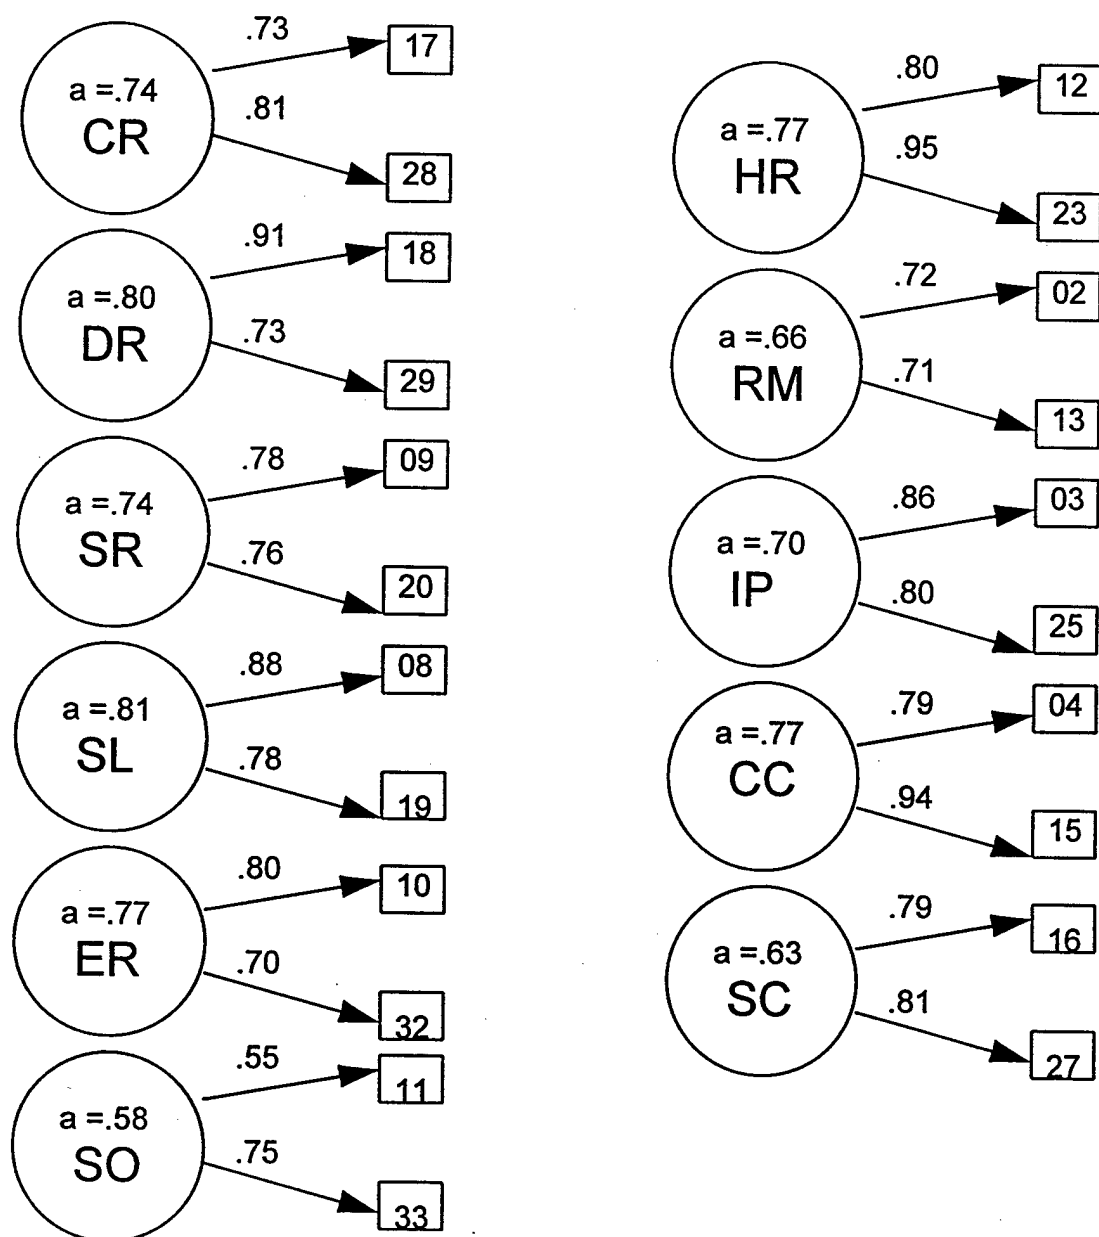 .73
17
a =.74
CR
.81
28
.91
18
a =.80
DR
.73
29
.78
09
a =.74
SR
.76
20
.88
08
a =.81
SL
.78
19
.80
10
a =.77
ER
.70
32
.55
11
a =.58
SO
.75
33
.80
12
a =.77
HR
.95
23
.72
02
a =.66
RM
.71
13
.86
03
a =.70
IP
.80
25
.79
04
a =.77
CC
.94
15
.79
16
a =.63
SC
.81
27